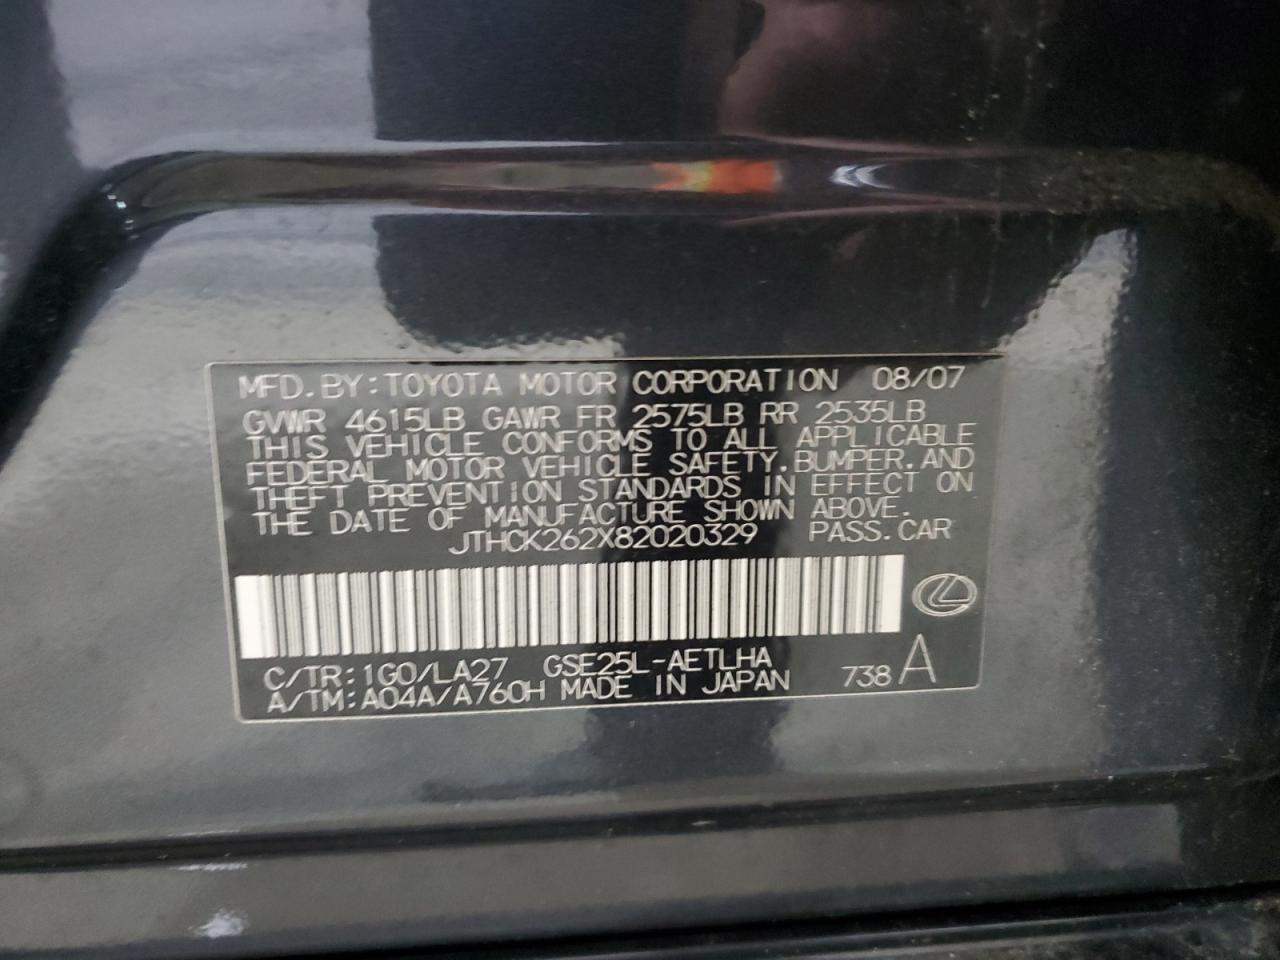 MFD.BY:TOYOTA MOTOR CORPORATION 08/07
GVWR 4615LB GAWR FR 2575LB RR 2535LB
THIS VEHICLE CONFORMS TO ALL APPLICABLE
FEDERAL MOTOR VEHICLE SAFETY,BUMPER,AND
THEFT PREVENTION STANDARDS IN EFFECT ON
THE DATE OF MANUFACTURE SHOWN ABOVE.
JTHCK262X82020329 PASS.CAR
C/TR:1G0/LA27 GSE25L-AETLHA
A/TM:A04A/A760H MADE IN JAPAN 738 A